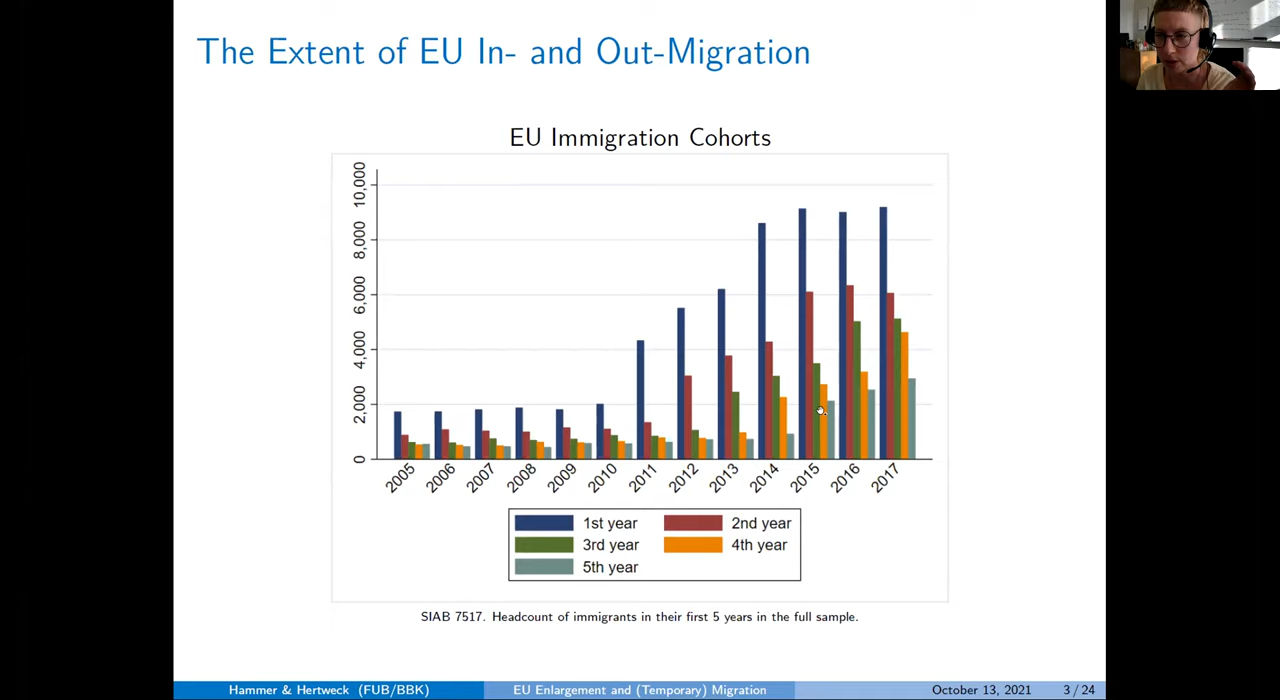 The Extent of EU In- and Out-Migration
EU Immigration Cohorts
10,000
8,000
6,000
4,000
2,000
0
2005 2006 2007 2008 2009 2010 2011 2012 2013 2014 2015 2016 2017
1st year 2nd year
3rd year 4th year
5th year
SIAB 7517. Headcount of immigrants in their first 5 years in the full sample.
Hammer & Hertweck (FUB/BBK) EU Enlargement and (Temporary) Migration October 13, 2021 3 / 24